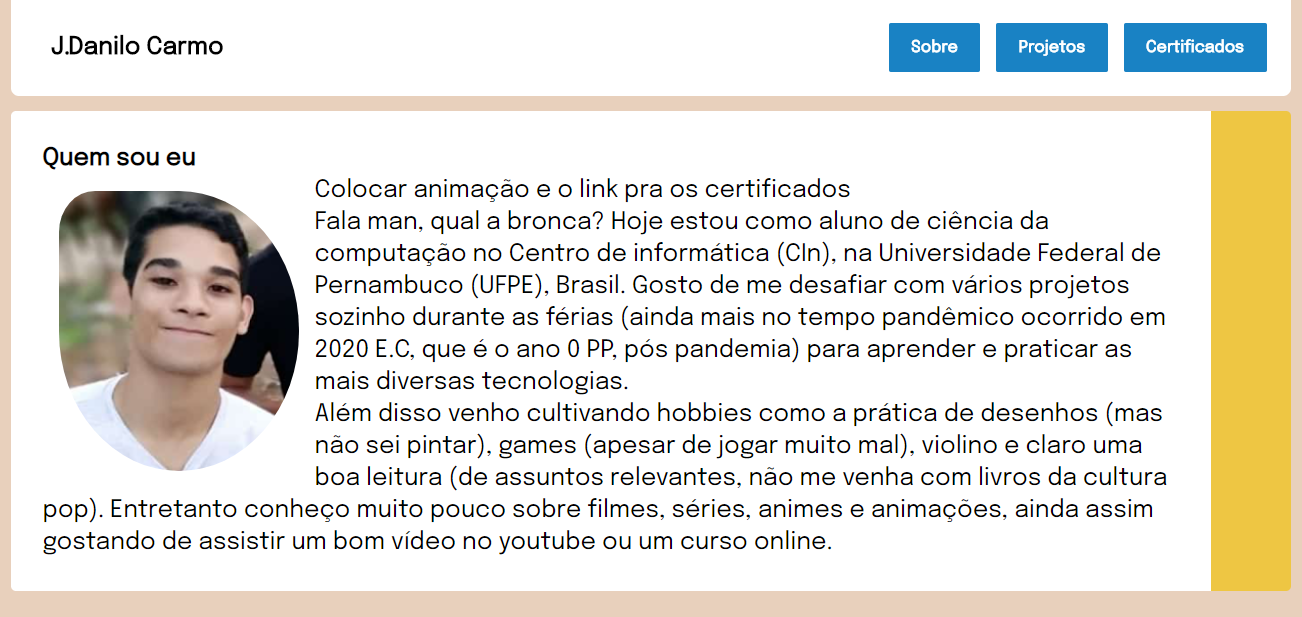 J.Danilo Carmo
Sobre
Projetos
Certificados
Quem sou eu
Colocar animação e o link pra os certificados
Fala man, qual a bronca? Hoje estou como aluno de ciência da
computação no Centro de informática (CIn), na Universidade Federal de
Pernambuco (UFPE), Brasil. Gosto de me desafiar com vários projetos
sozinho durante as férias (ainda mais no tempo pandêmico ocorrido em
2020 E.C, que é o ano 0 PP, pós pandemia) para aprender e praticar as
mais diversas tecnologias.
Além disso venho cultivando hobbies como a prática de desenhos (mas
não sei pintar), games (apesar de jogar muito mal), violino e claro uma
boa leitura (de assuntos relevantes, não me venha com livros da cultura
pop). Entretanto conheço muito pouco sobre filmes, séries, animes e animações, ainda assim
gostando de assistir um bom vídeo no youtube ou um curso online.